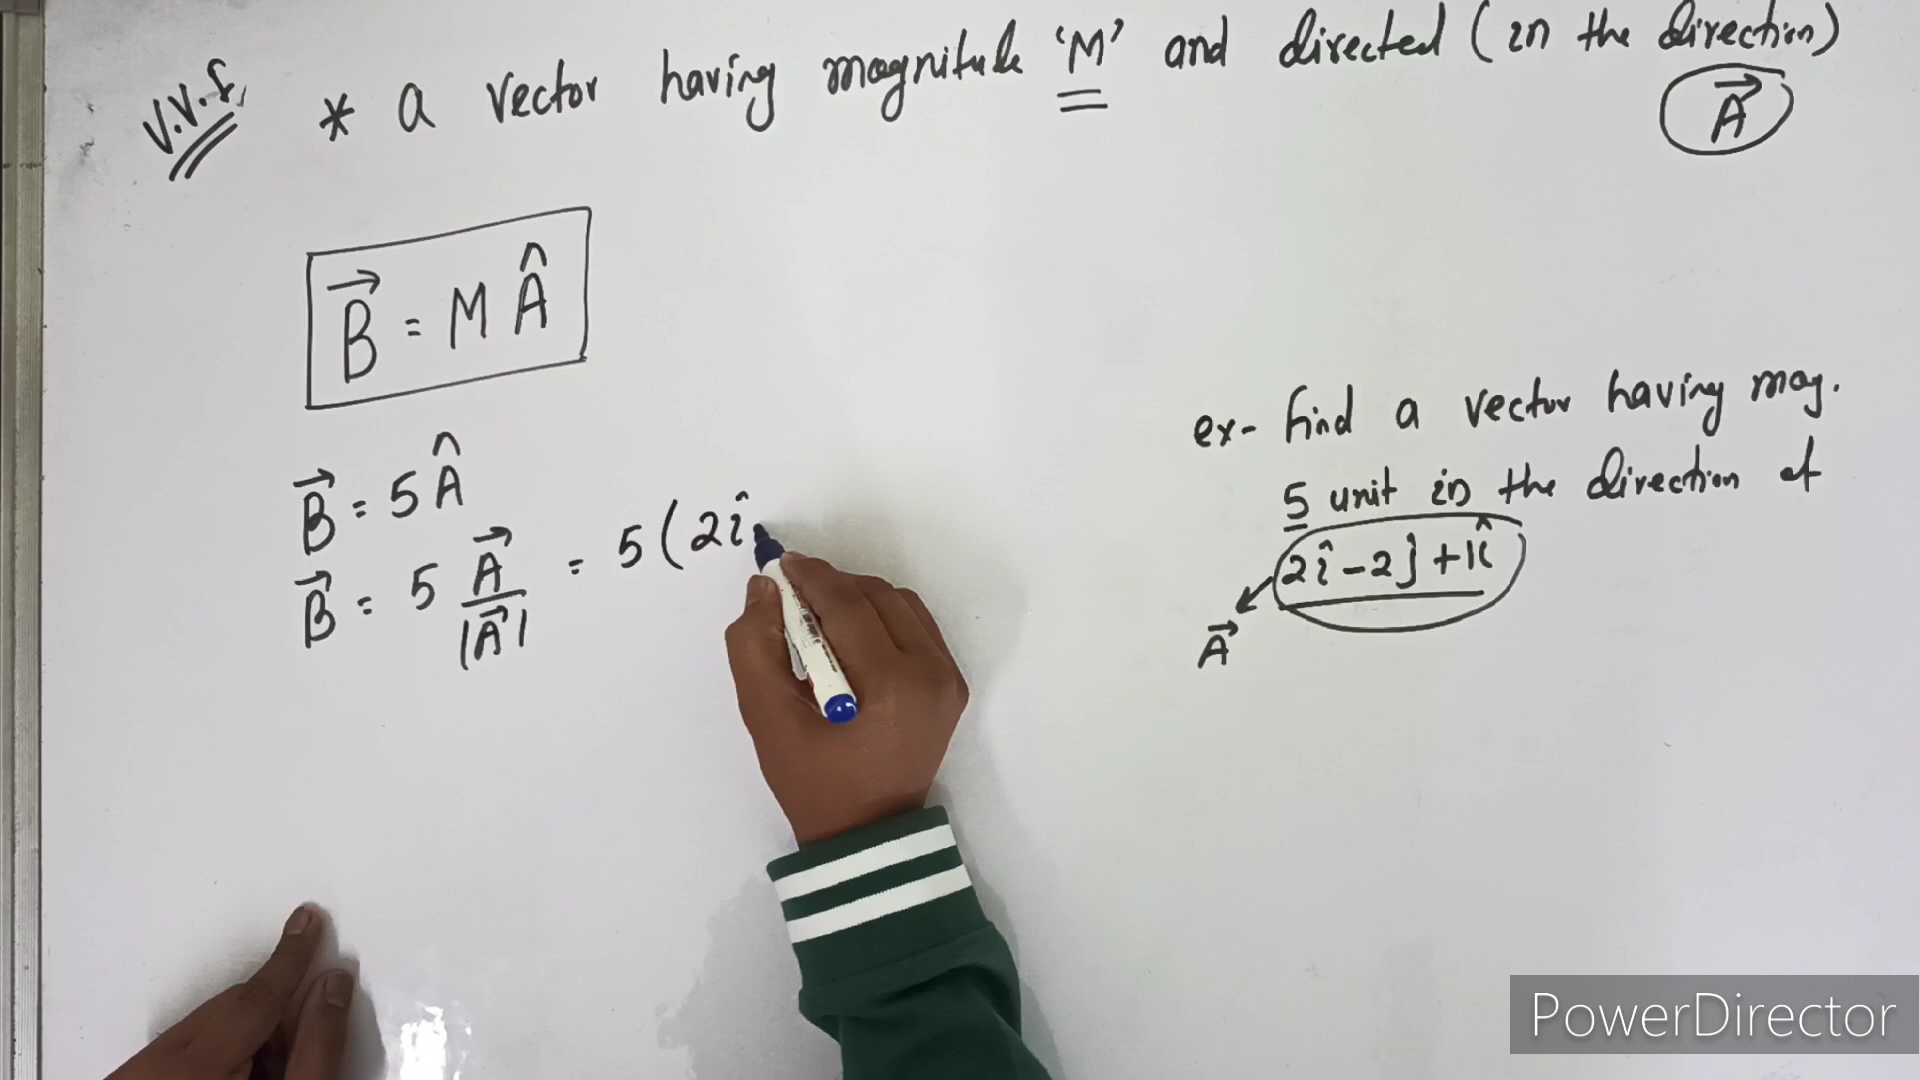 V.V.I. * a vector having magnitude 'M' and directed (in the direction)
A⃗
B⃗ = M Â
B⃗ = 5 Â
B⃗ = 5 A⃗ / |A⃗| = 5 ( 2î
ex- find a vector having mag.
5 unit in the direction of
2î - 2j + k̂
A⃗
PowerDirector